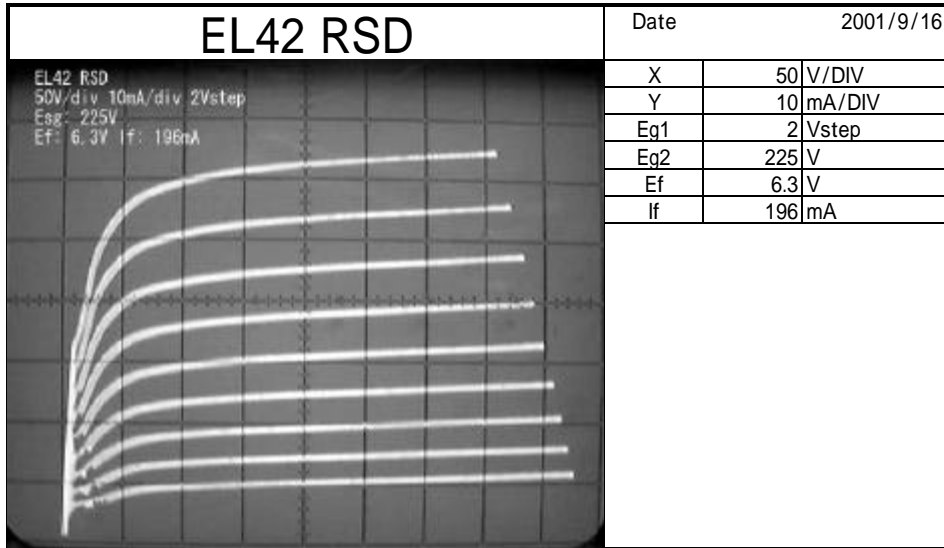 EL42 RSD
Date 2001/9/16
EL42 RSD
50V/div 10mA/div 2Vstep
Esg: 225V
Ef: 6.3V If: 196mA
X 50 V/DIV
Y 10 mA/DIV
Eg1 2 Vstep
Eg2 225 V
Ef 6.3 V
If 196 mA